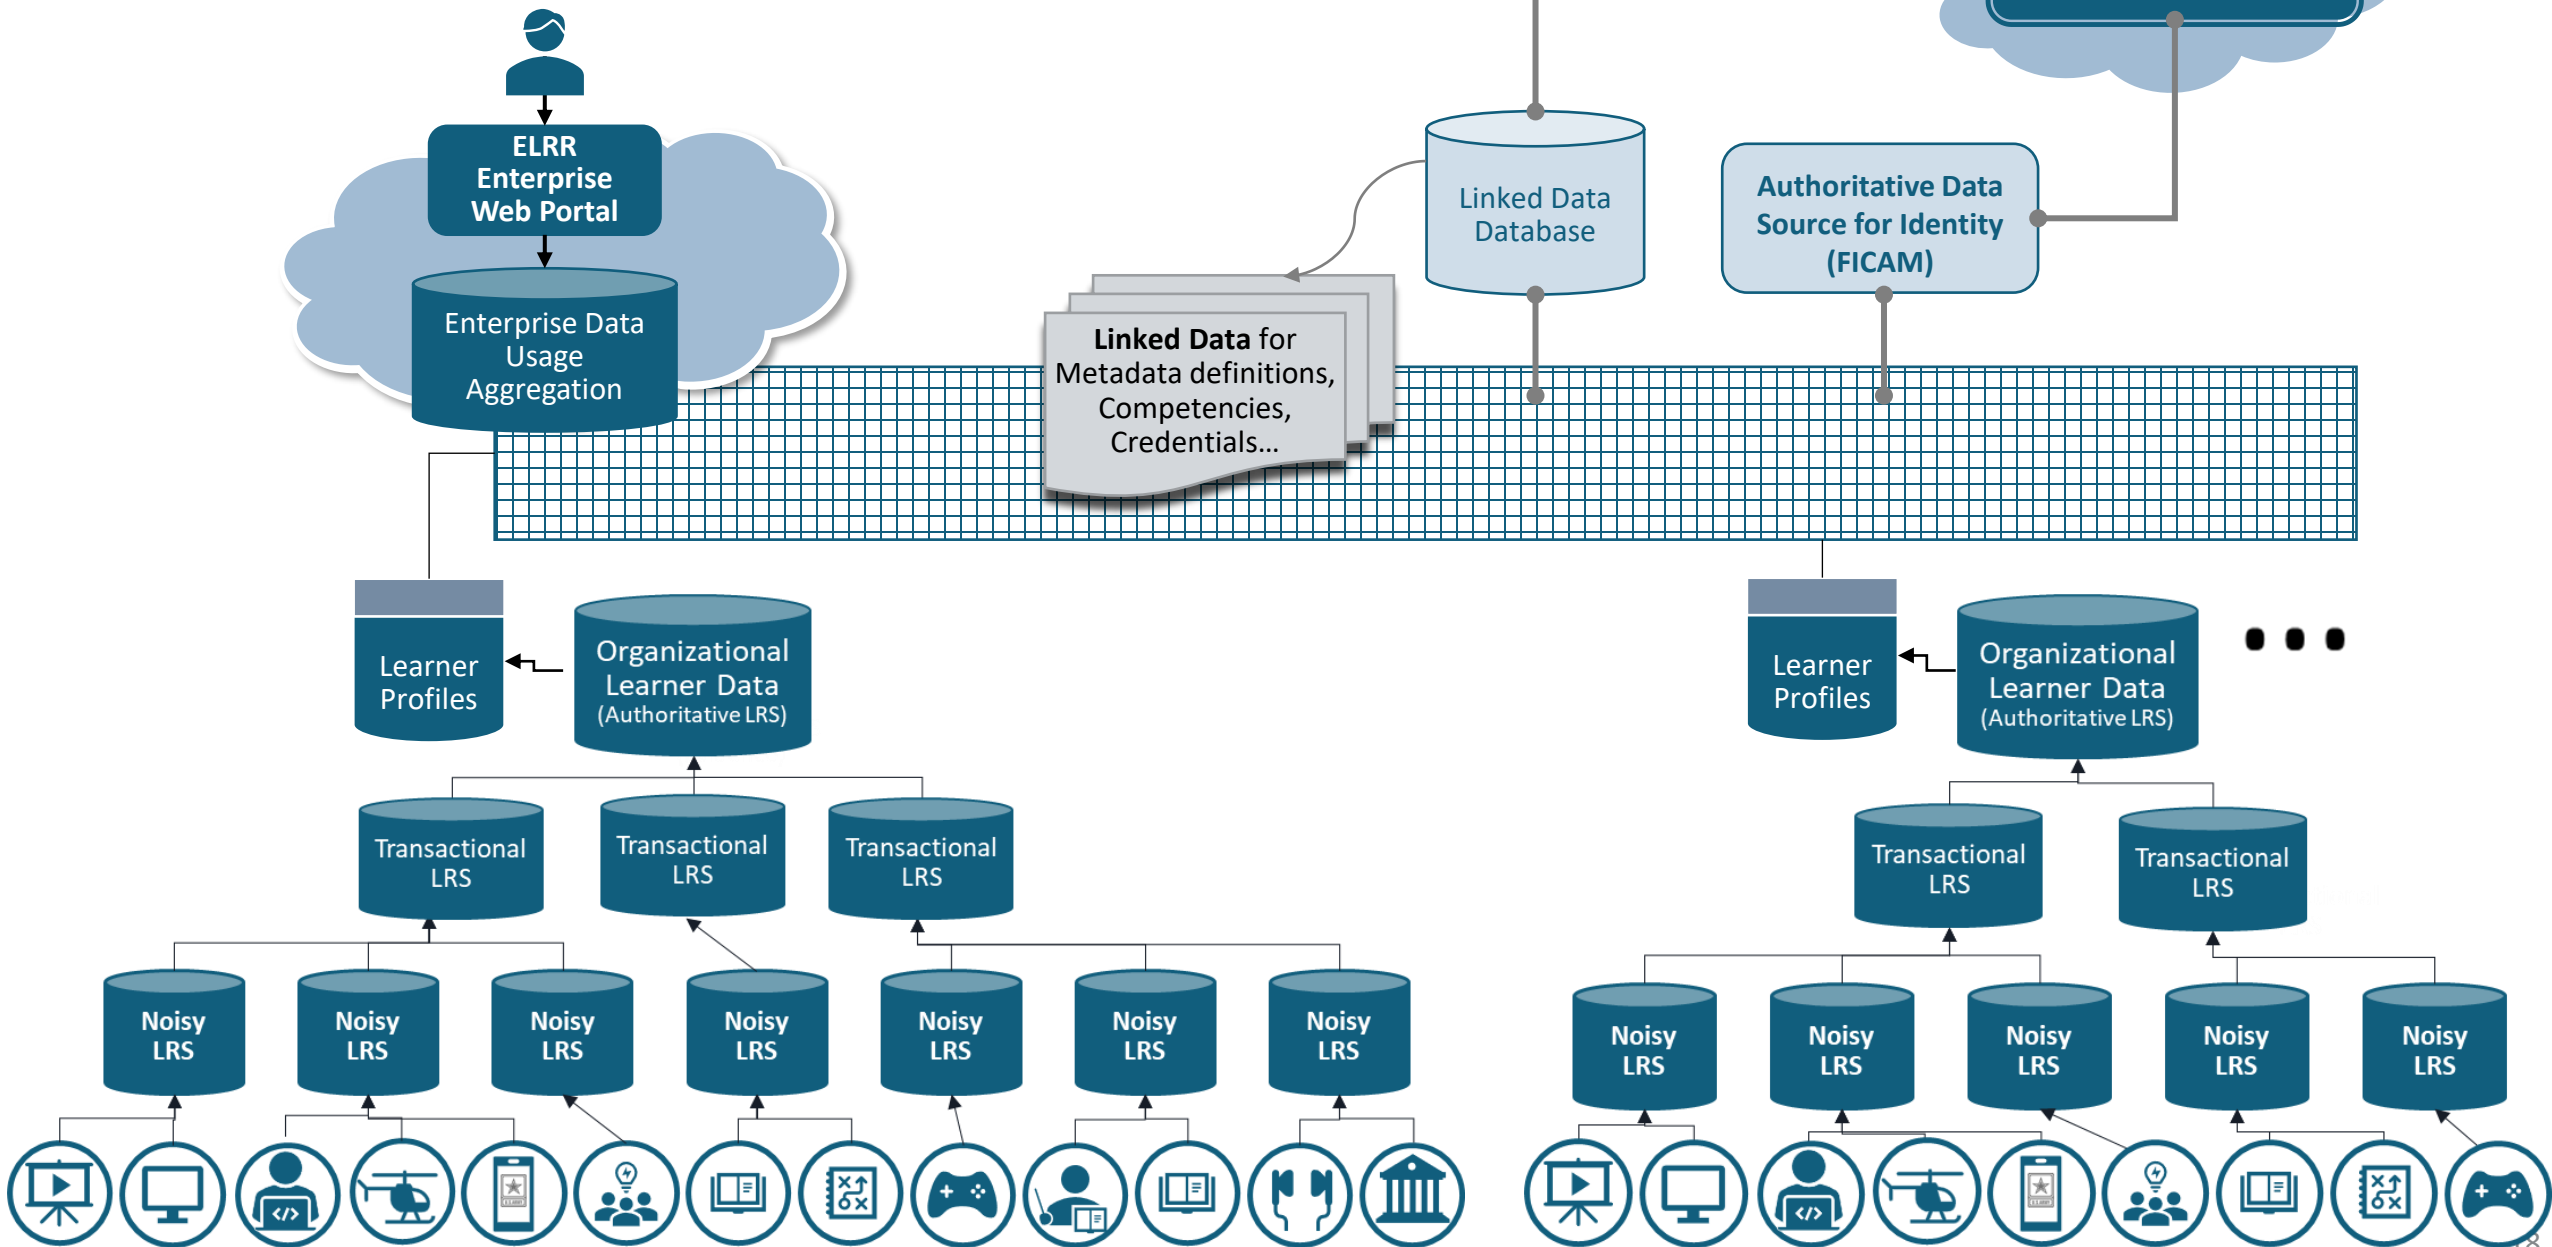 ELRR
Enterprise
Web Portal
Enterprise Data
Usage
Aggregation
Linked Data
Database
Authoritative Data
Source for Identity
(FICAM)
Linked Data for
Metadata definitions,
Competencies,
Credentials...
Learner
Profiles
Organizational
Learner Data
(Authoritative LRS)
Learner
Profiles
Organizational
Learner Data
(Authoritative LRS)
Transactional
LRS
Transactional
LRS
Transactional
LRS
Transactional
LRS
Transactional
LRS
Noisy
LRS
Noisy
LRS
Noisy
LRS
Noisy
LRS
Noisy
LRS
Noisy
LRS
Noisy
LRS
Noisy
LRS
Noisy
LRS
Noisy
LRS
Noisy
LRS
Noisy
LRS